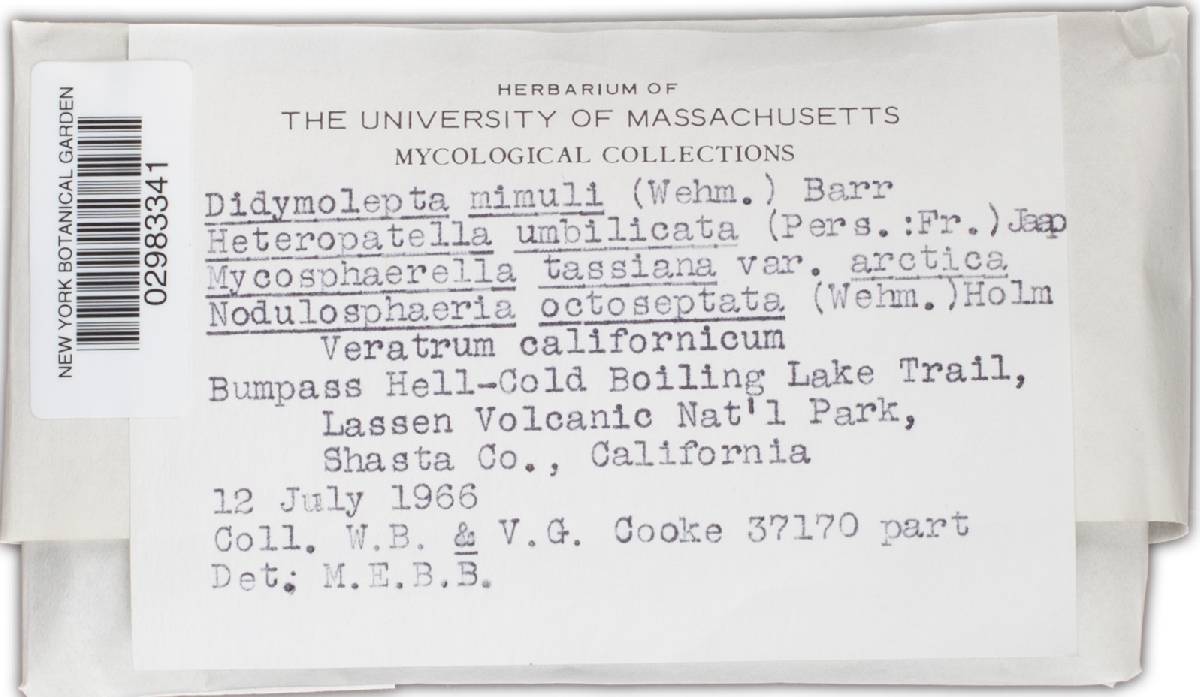 NEW YORK BOTANICAL GARDEN
02983341
HERBARIUM OF
THE UNIVERSITY OF MASSACHUSETTS
MYCOLOGICAL COLLECTIONS
Didymolepta mimuli (Wehm.) Barr
Heteropatella umbilicata (Pers.:Fr.)Jaap
Mycosphaerella tassiana var. arctica
Nodulosphaeria octoseptata (Wehm.)Holm
Veratrum californicum
Bumpass Hell-Cold Boiling Lake Trail,
Lassen Volcanic Nat'l Park,
Shasta Co., California
12 July 1966
Coll. W.B. & V.G. Cooke 37170 part
Det.: M.E.B.B.